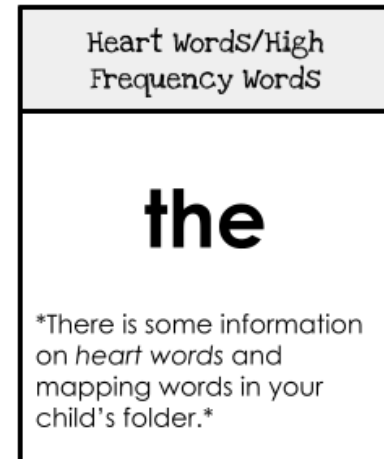 Heart Words/High
Frequency Words
the
*There is some information
on heart words and
mapping words in your
child's folder.*